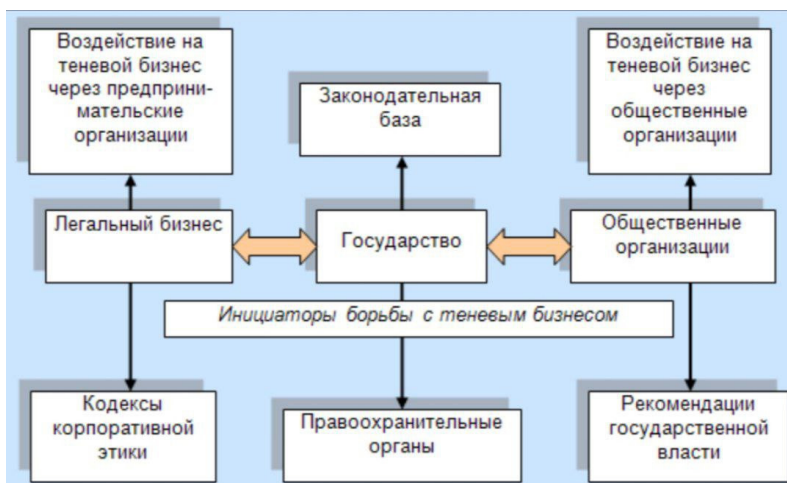 Воздействие на
теневой бизнес
через предприни-
мательские
организации
Законодательная
база
Воздействие на
теневой бизнес
через
общественные
организации
Легальный бизнес
Государство
Общественные
организации
Инициаторы борьбы с теневым бизнесом
Кодексы
корпоративной
этики
Правоохранительные
органы
Рекомендации
государственной
власти